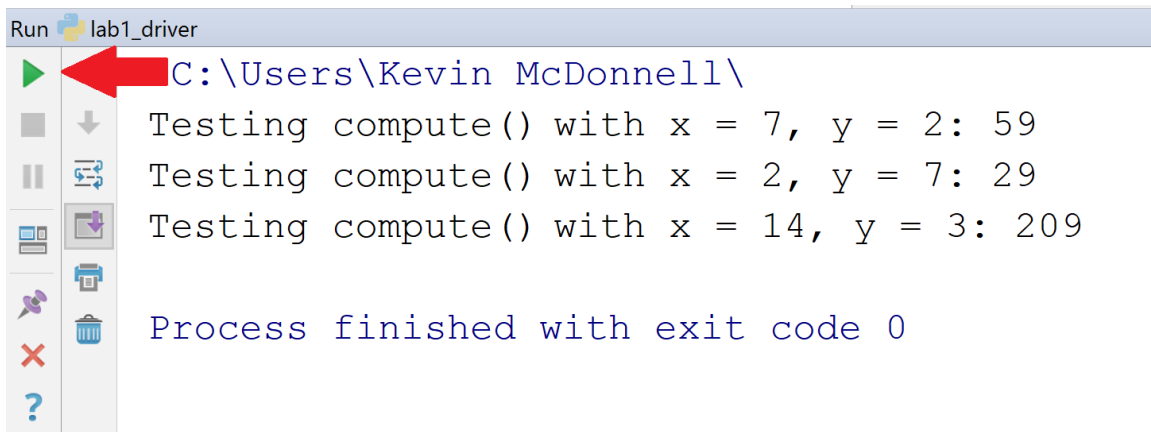 Run lab1_driver
C:\Users\Kevin McDonnell\
Testing compute() with x = 7, y = 2: 59
Testing compute() with x = 2, y = 7: 29
Testing compute() with x = 14, y = 3: 209
Process finished with exit code 0
?